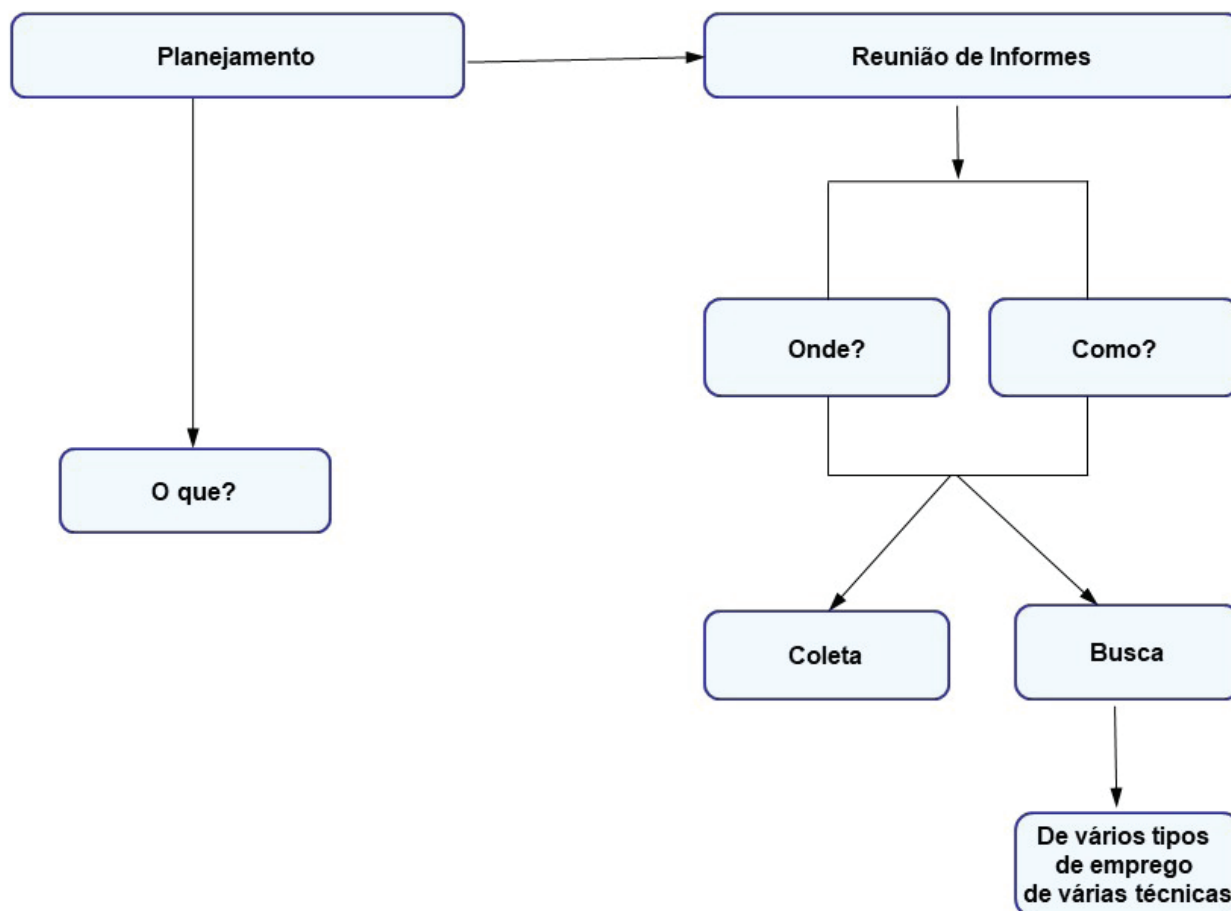 Planejamento
Reunião de Informes
Onde?
Como?
O que?
Coleta
Busca
De vários tipos
de emprego
de várias técnicas